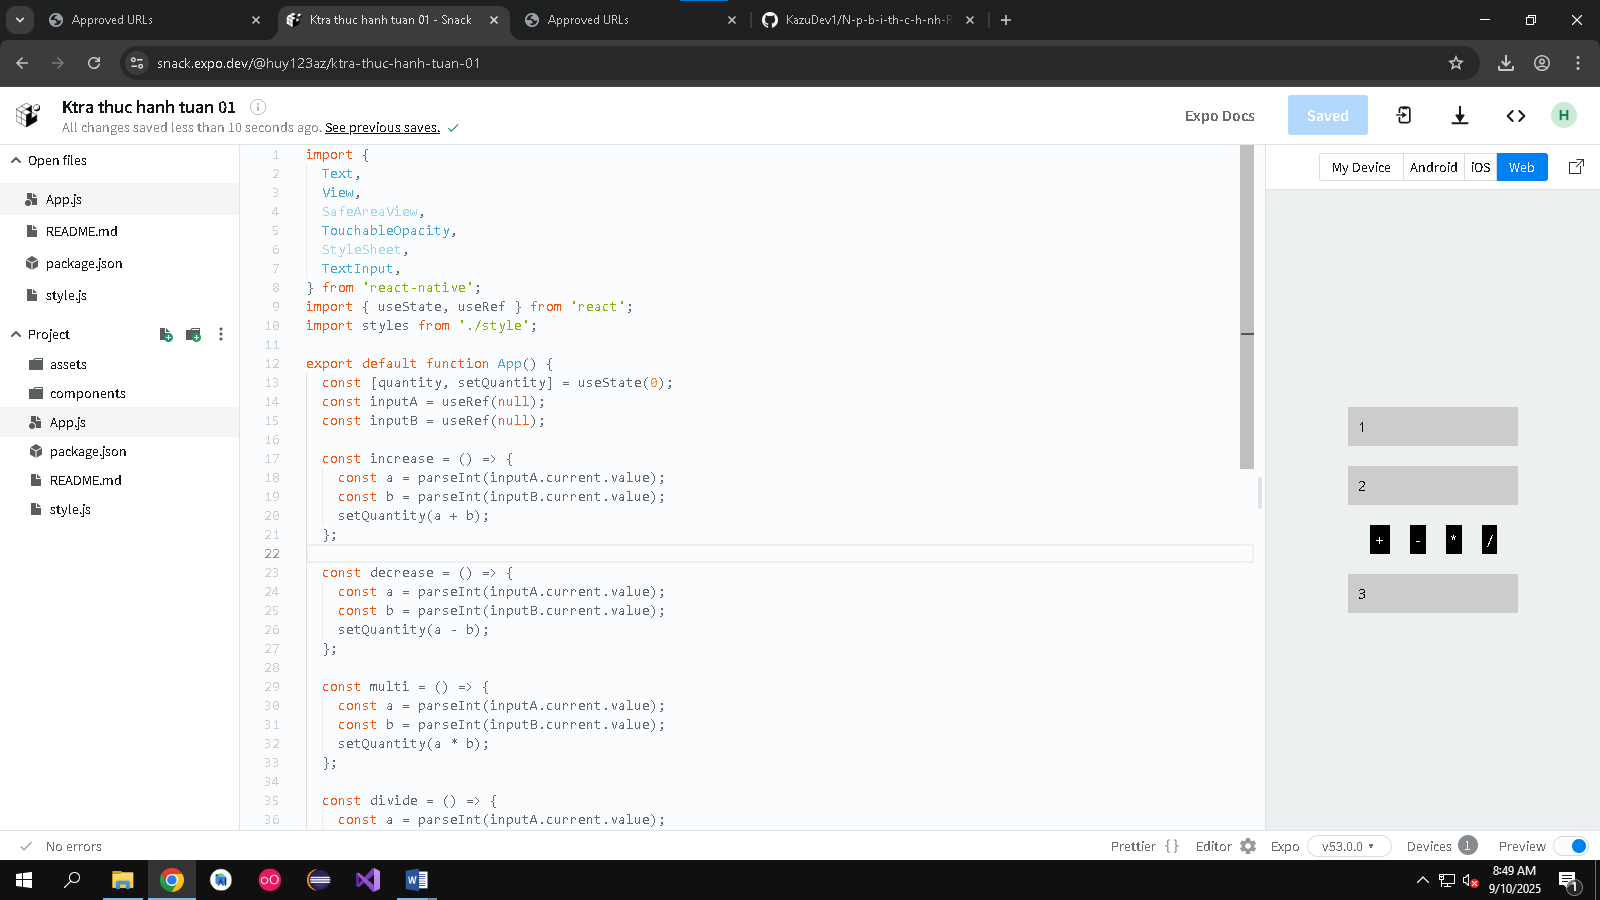 Approved URLs
Ktra thuc hanh tuan 01 - Snack
Approved URLs
KazuDev1/N-p-b-i-th-c-h-nh-R
snack.expo.dev/@huy123az/ktra-thuc-hanh-tuan-01
Ktra thuc hanh tuan 01
All changes saved less than 10 seconds ago. See previous saves.
Expo Docs
Saved
H
Open files
App.js
README.md
package.json
style.js
Project
assets
components
App.js
package.json
README.md
style.js
1 import {
2 Text,
3 View,
4 SafeAreaView,
5 TouchableOpacity,
6 StyleSheet,
7 TextInput,
8 } from 'react-native';
9 import { useState, useRef } from 'react';
10 import styles from './style';
11
12 export default function App() {
13 const [quantity, setQuantity] = useState(0);
14 const inputA = useRef(null);
15 const inputB = useRef(null);
16
17 const increase = () => {
18 const a = parseInt(inputA.current.value);
19 const b = parseInt(inputB.current.value);
20 setQuantity(a + b);
21 };
22
23 const decrease = () => {
24 const a = parseInt(inputA.current.value);
25 const b = parseInt(inputB.current.value);
26 setQuantity(a - b);
27 };
28
29 const multi = () => {
30 const a = parseInt(inputA.current.value);
31 const b = parseInt(inputB.current.value);
32 setQuantity(a * b);
33 };
34
35 const divide = () => {
36 const a = parseInt(inputA.current.value);
My Device Android iOS Web
1
2
+ - * /
3
No errors
Prettier {} Editor Expo v53.0.0 Devices 1 Preview
8:49 AM
9/10/2025
1